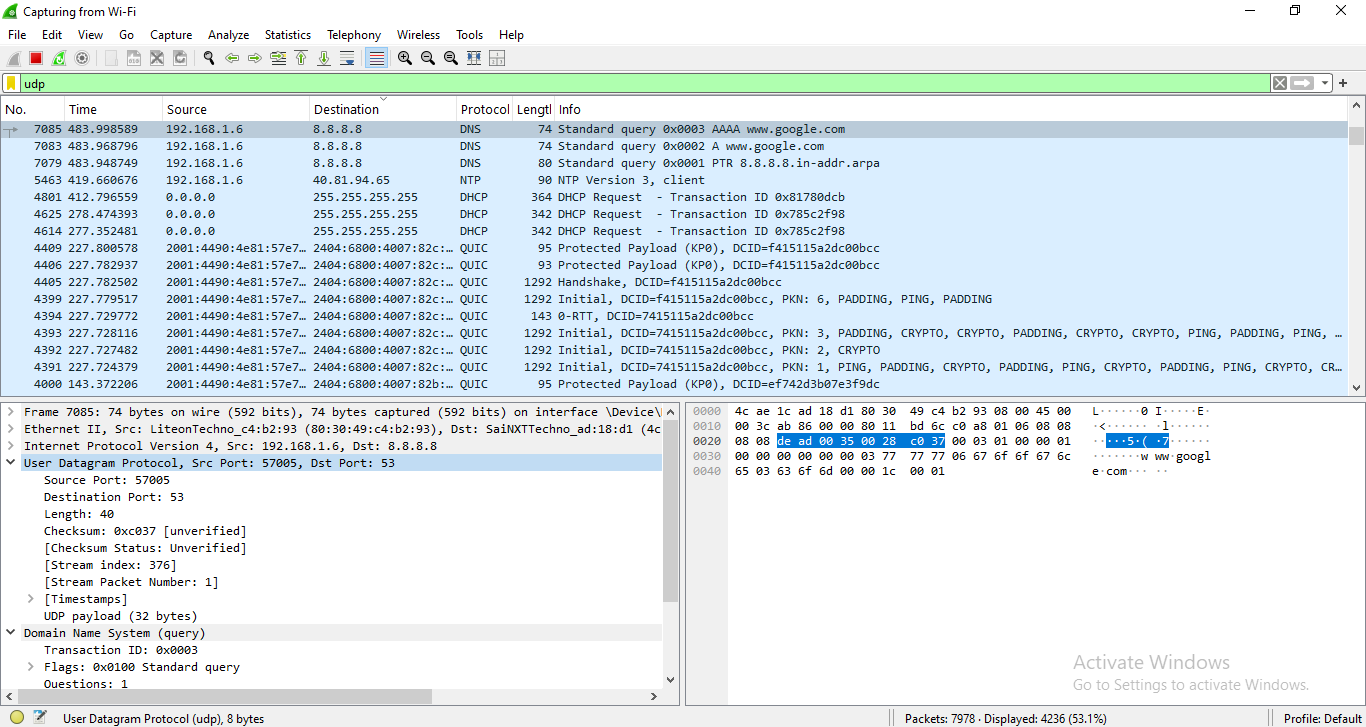 Capturing from Wi-Fi
File Edit View Go Capture Analyze Statistics Telephony Wireless Tools Help
udp
No. Time Source Destination Protocol Lengtl Info
7085 483.998589 192.168.1.6 8.8.8.8 DNS 74 Standard query 0x0003 AAAA www.google.com
7083 483.968796 192.168.1.6 8.8.8.8 DNS 74 Standard query 0x0002 A www.google.com
7079 483.948749 192.168.1.6 8.8.8.8 DNS 80 Standard query 0x0001 PTR 8.8.8.8.in-addr.arpa
5463 419.660676 192.168.1.6 40.81.94.65 NTP 90 NTP Version 3, client
4801 412.796559 0.0.0.0 255.255.255.255 DHCP 364 DHCP Request - Transaction ID 0x81780dcb
4625 278.474393 0.0.0.0 255.255.255.255 DHCP 342 DHCP Request - Transaction ID 0x785c2f98
4614 277.352481 0.0.0.0 255.255.255.255 DHCP 342 DHCP Request - Transaction ID 0x785c2f98
4409 227.800578 2001:4490:4e81:57e7… 2404:6800:4007:82c:… QUIC 95 Protected Payload (KP0), DCID=f415115a2dc00bcc
4406 227.782937 2001:4490:4e81:57e7… 2404:6800:4007:82c:… QUIC 93 Protected Payload (KP0), DCID=f415115a2dc00bcc
4405 227.782502 2001:4490:4e81:57e7… 2404:6800:4007:82c:… QUIC 1292 Handshake, DCID=f415115a2dc00bcc
4399 227.779517 2001:4490:4e81:57e7… 2404:6800:4007:82c:… QUIC 1292 Initial, DCID=f415115a2dc00bcc, PKN: 6, PADDING, PING, PADDING
4394 227.729772 2001:4490:4e81:57e7… 2404:6800:4007:82c:… QUIC 143 0-RTT, DCID=7415115a2dc00bcc
4393 227.728116 2001:4490:4e81:57e7… 2404:6800:4007:82c:… QUIC 1292 Initial, DCID=7415115a2dc00bcc, PKN: 3, PADDING, CRYPTO, CRYPTO, PADDING, CRYPTO, CRYPTO, PING, PADDING, PING, …
4392 227.727482 2001:4490:4e81:57e7… 2404:6800:4007:82c:… QUIC 1292 Initial, DCID=7415115a2dc00bcc, PKN: 2, CRYPTO
4391 227.724379 2001:4490:4e81:57e7… 2404:6800:4007:82c:… QUIC 1292 Initial, DCID=7415115a2dc00bcc, PKN: 1, PING, PADDING, CRYPTO, PADDING, PING, CRYPTO, PADDING, PING, CRYPTO, CR…
4000 143.372206 2001:4490:4e81:57e7… 2404:6800:4007:82b:… QUIC 95 Protected Payload (KP0), DCID=ef742d3b07e3f9dc
Frame 7085: 74 bytes on wire (592 bits), 74 bytes captured (592 bits) on interface \Device\
Ethernet II, Src: LiteonTechno_c4:b2:93 (80:30:49:c4:b2:93), Dst: SaiNXTTechno_ad:18:d1 (4c
Internet Protocol Version 4, Src: 192.168.1.6, Dst: 8.8.8.8
User Datagram Protocol, Src Port: 57005, Dst Port: 53
Source Port: 57005
Destination Port: 53
Length: 40
Checksum: 0xc037 [unverified]
[Checksum Status: Unverified]
[Stream index: 376]
[Stream Packet Number: 1]
[Timestamps]
UDP payload (32 bytes)
Domain Name System (query)
Transaction ID: 0x0003
Flags: 0x0100 Standard query
Questions: 1
0000 4c ae 1c ad 18 d1 80 30 49 c4 b2 93 08 00 45 00 L······0 I·····E·
0010 00 3c ab 86 00 00 80 11 bd 6c c0 a8 01 06 08 08 ·<······ ·l······
0020 08 08 de ad 00 35 00 28 c0 37 00 03 01 00 00 01 ·····5·( ·7······
0030 00 00 00 00 00 00 03 77 77 77 06 67 6f 6f 67 6c ·······w ww·googl
0040 65 03 63 6f 6d 00 00 1c 00 01 e·com··· ··
Activate Windows
Go to Settings to activate Windows.
User Datagram Protocol (udp), 8 bytes Packets: 7978 · Displayed: 4236 (53.1%) Profile: Default